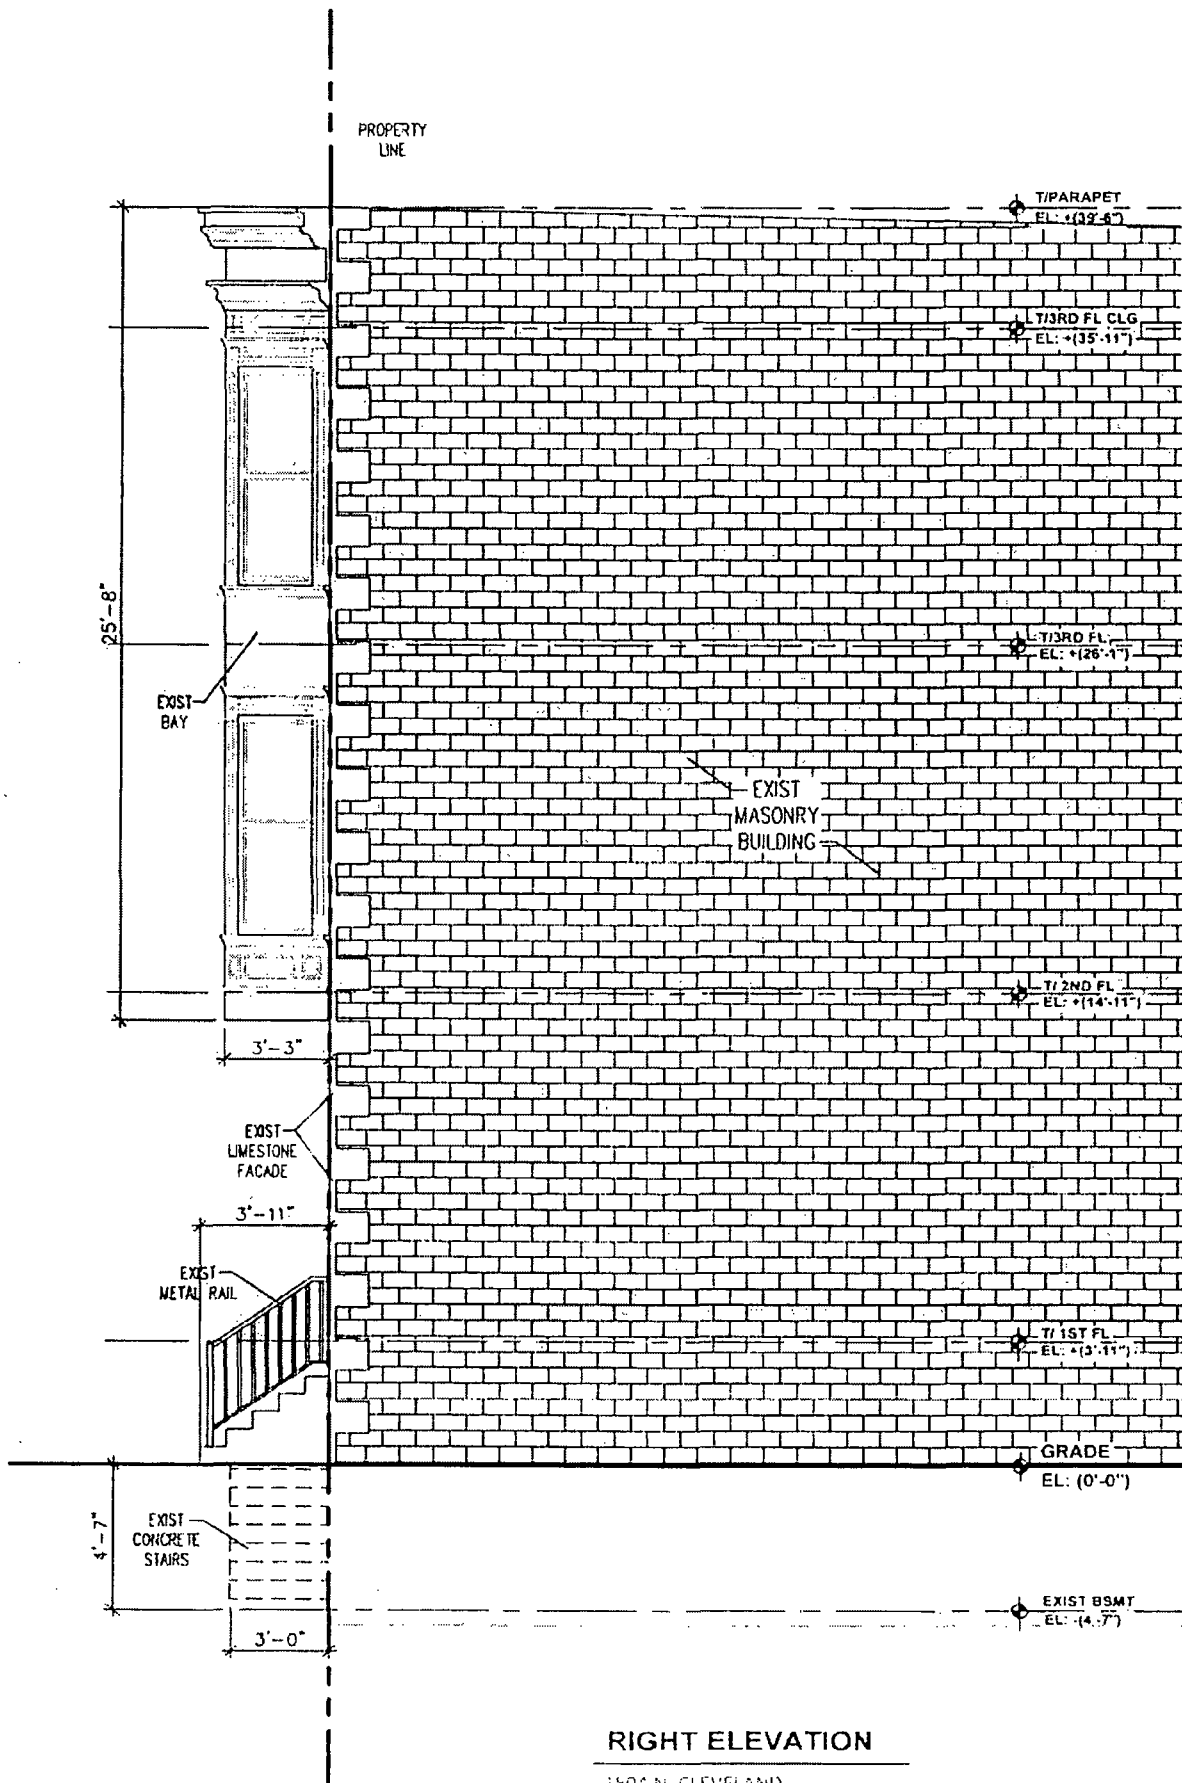 PROPERTY
LINE
T/PARAPET
EL: +(39'-6")
T/3RD FL CLG
EL: +(35'-11")
25'-8"
T/3RD FL
EL: +(26'-1")
EXIST
BAY
EXIST
MASONRY
BUILDING
T/ 2ND FL
EL: +(14'-11")
3'-3"
EXIST
LIMESTONE
FACADE
3'-11"
EXIST
METAL RAIL
T/ 1ST FL
EL: +(3'-11")
GRADE
EL: (0'-0")
4'-7"
EXIST
CONCRETE
STAIRS
EXIST BSMT
EL: -(4'-7")
3'-0"
RIGHT ELEVATION
N. CLEVELAND